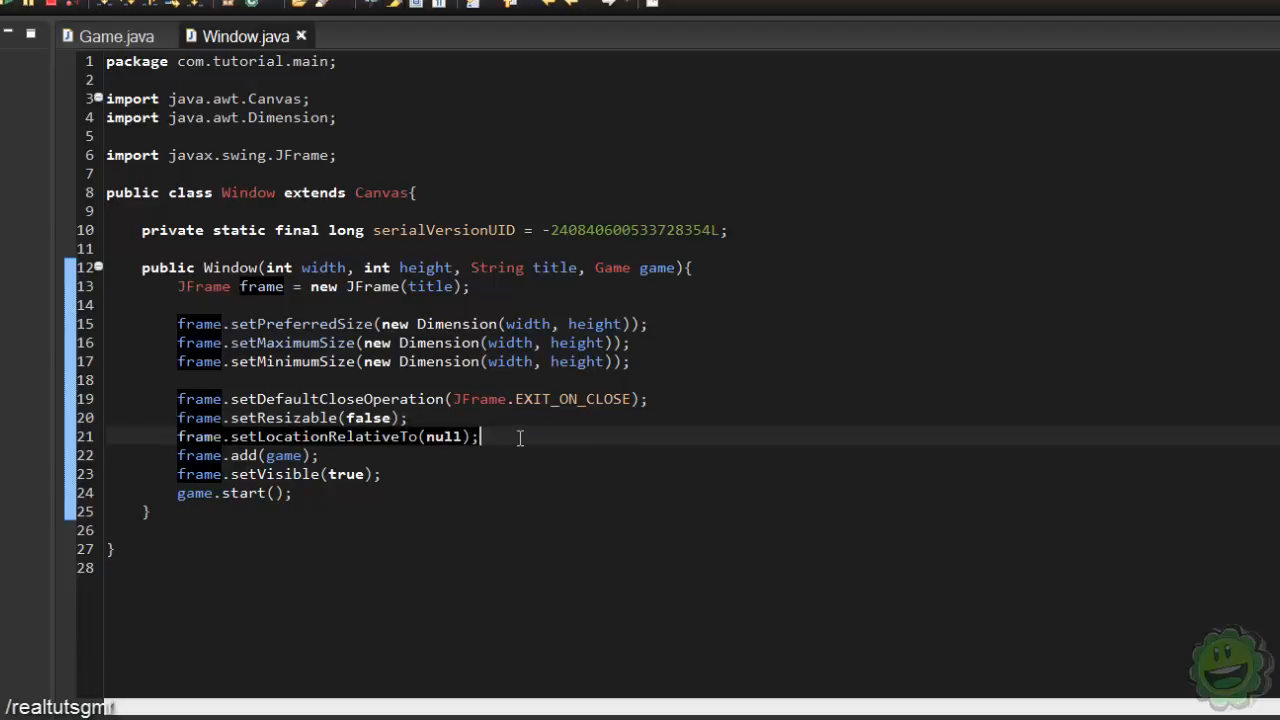 Game.java Window.java
1 package com.tutorial.main;
2
3 import java.awt.Canvas;
4 import java.awt.Dimension;
5
6 import javax.swing.JFrame;
7
8 public class Window extends Canvas{
9
10 private static final long serialVersionUID = -240840600533728354L;
11
12 public Window(int width, int height, String title, Game game){
13 JFrame frame = new JFrame(title);
14
15 frame.setPreferredSize(new Dimension(width, height));
16 frame.setMaximumSize(new Dimension(width, height));
17 frame.setMinimumSize(new Dimension(width, height));
18
19 frame.setDefaultCloseOperation(JFrame.EXIT_ON_CLOSE);
20 frame.setResizable(false);
21 frame.setLocationRelativeTo(null);
22 frame.add(game);
23 frame.setVisible(true);
24 game.start();
25 }
26
27 }
28
/realtutsgmr